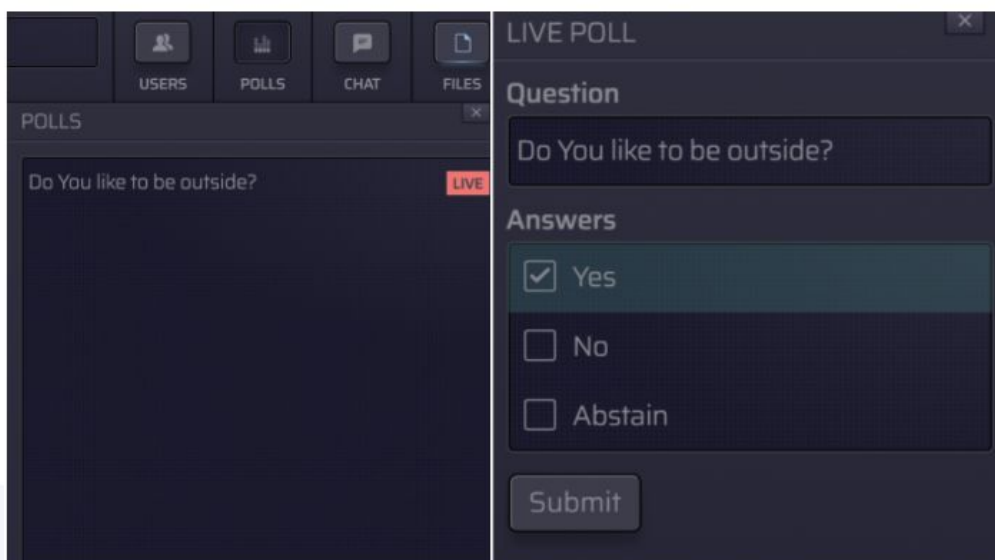 USERS POLLS CHAT FILES
POLLS
Do You like to be outside? LIVE
LIVE POLL
Question
Do You like to be outside?
Answers
Yes
No
Abstain
Submit